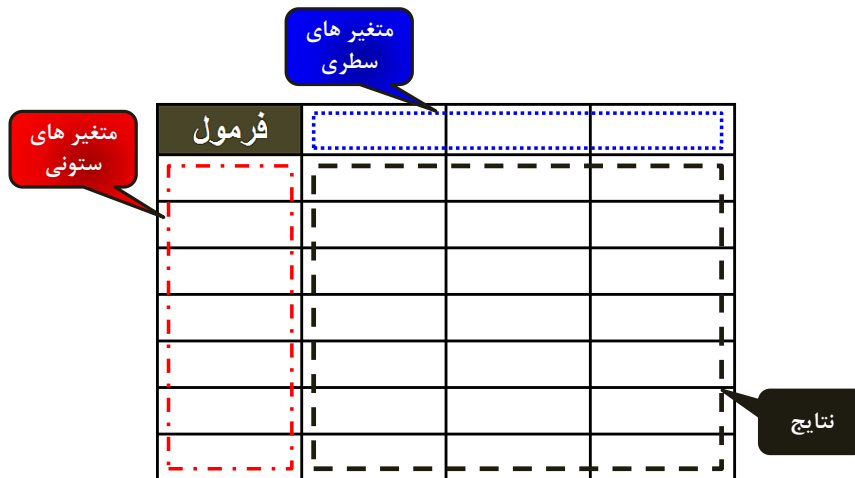 متغیر های
سطری
فرمول
متغیر های
ستونی
نتایج